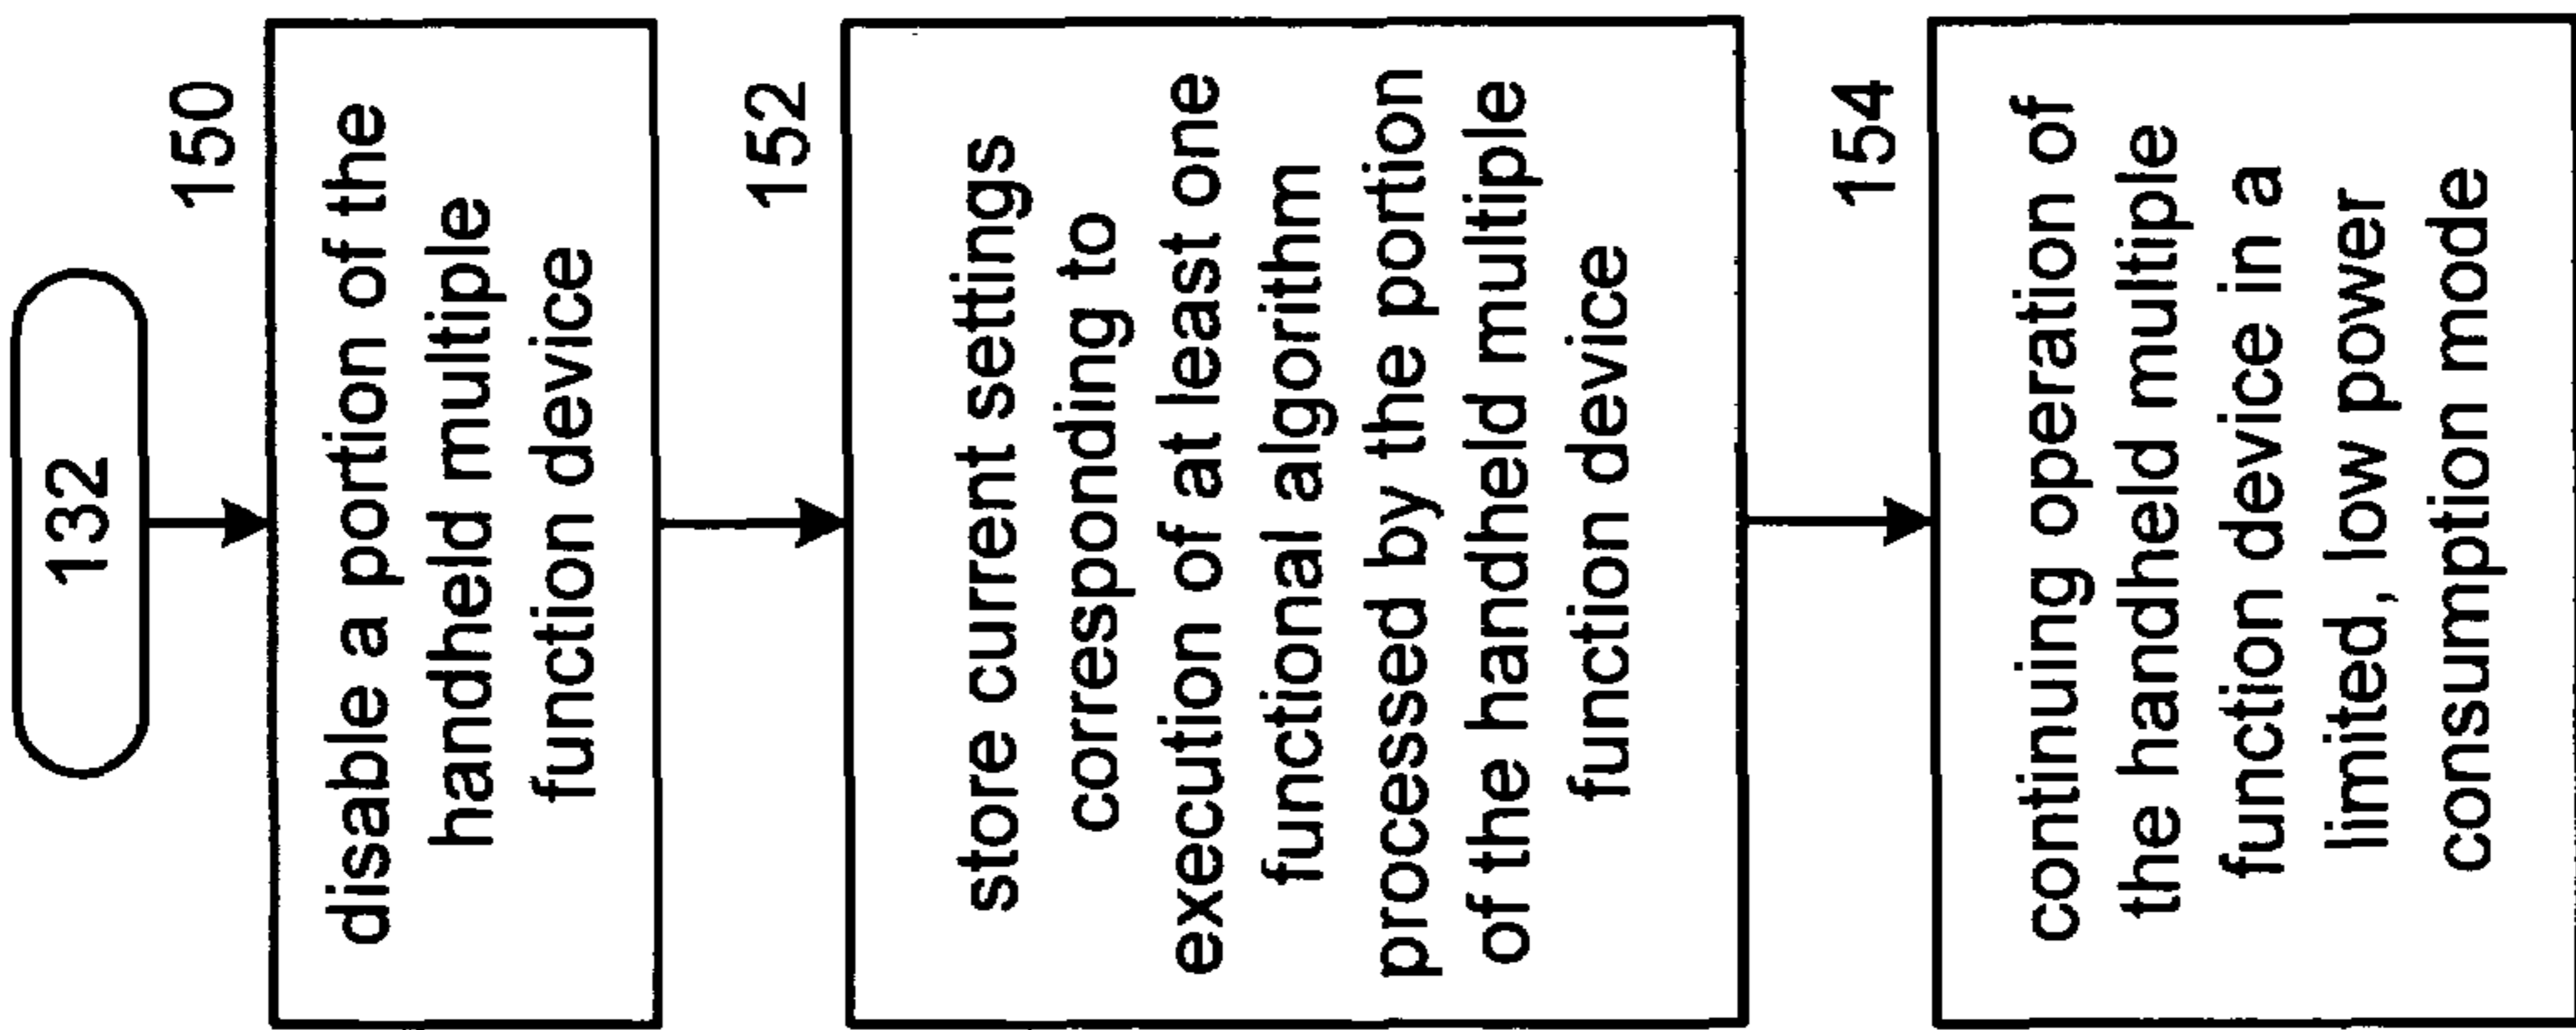 132
150
disable a portion of the
handheld multiple
function device
152
store current settings
corresponding to
execution of at least one
functional algorithm
processed by the portion
of the handheld multiple
function device
154
continuing operation of
the handheld multiple
function device in a
limited, low power
consumption mode